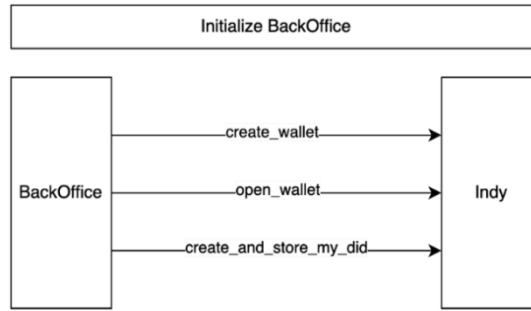 Initialize BackOffice
create_wallet
BackOffice
open_wallet
Indy
create_and_store_my_did